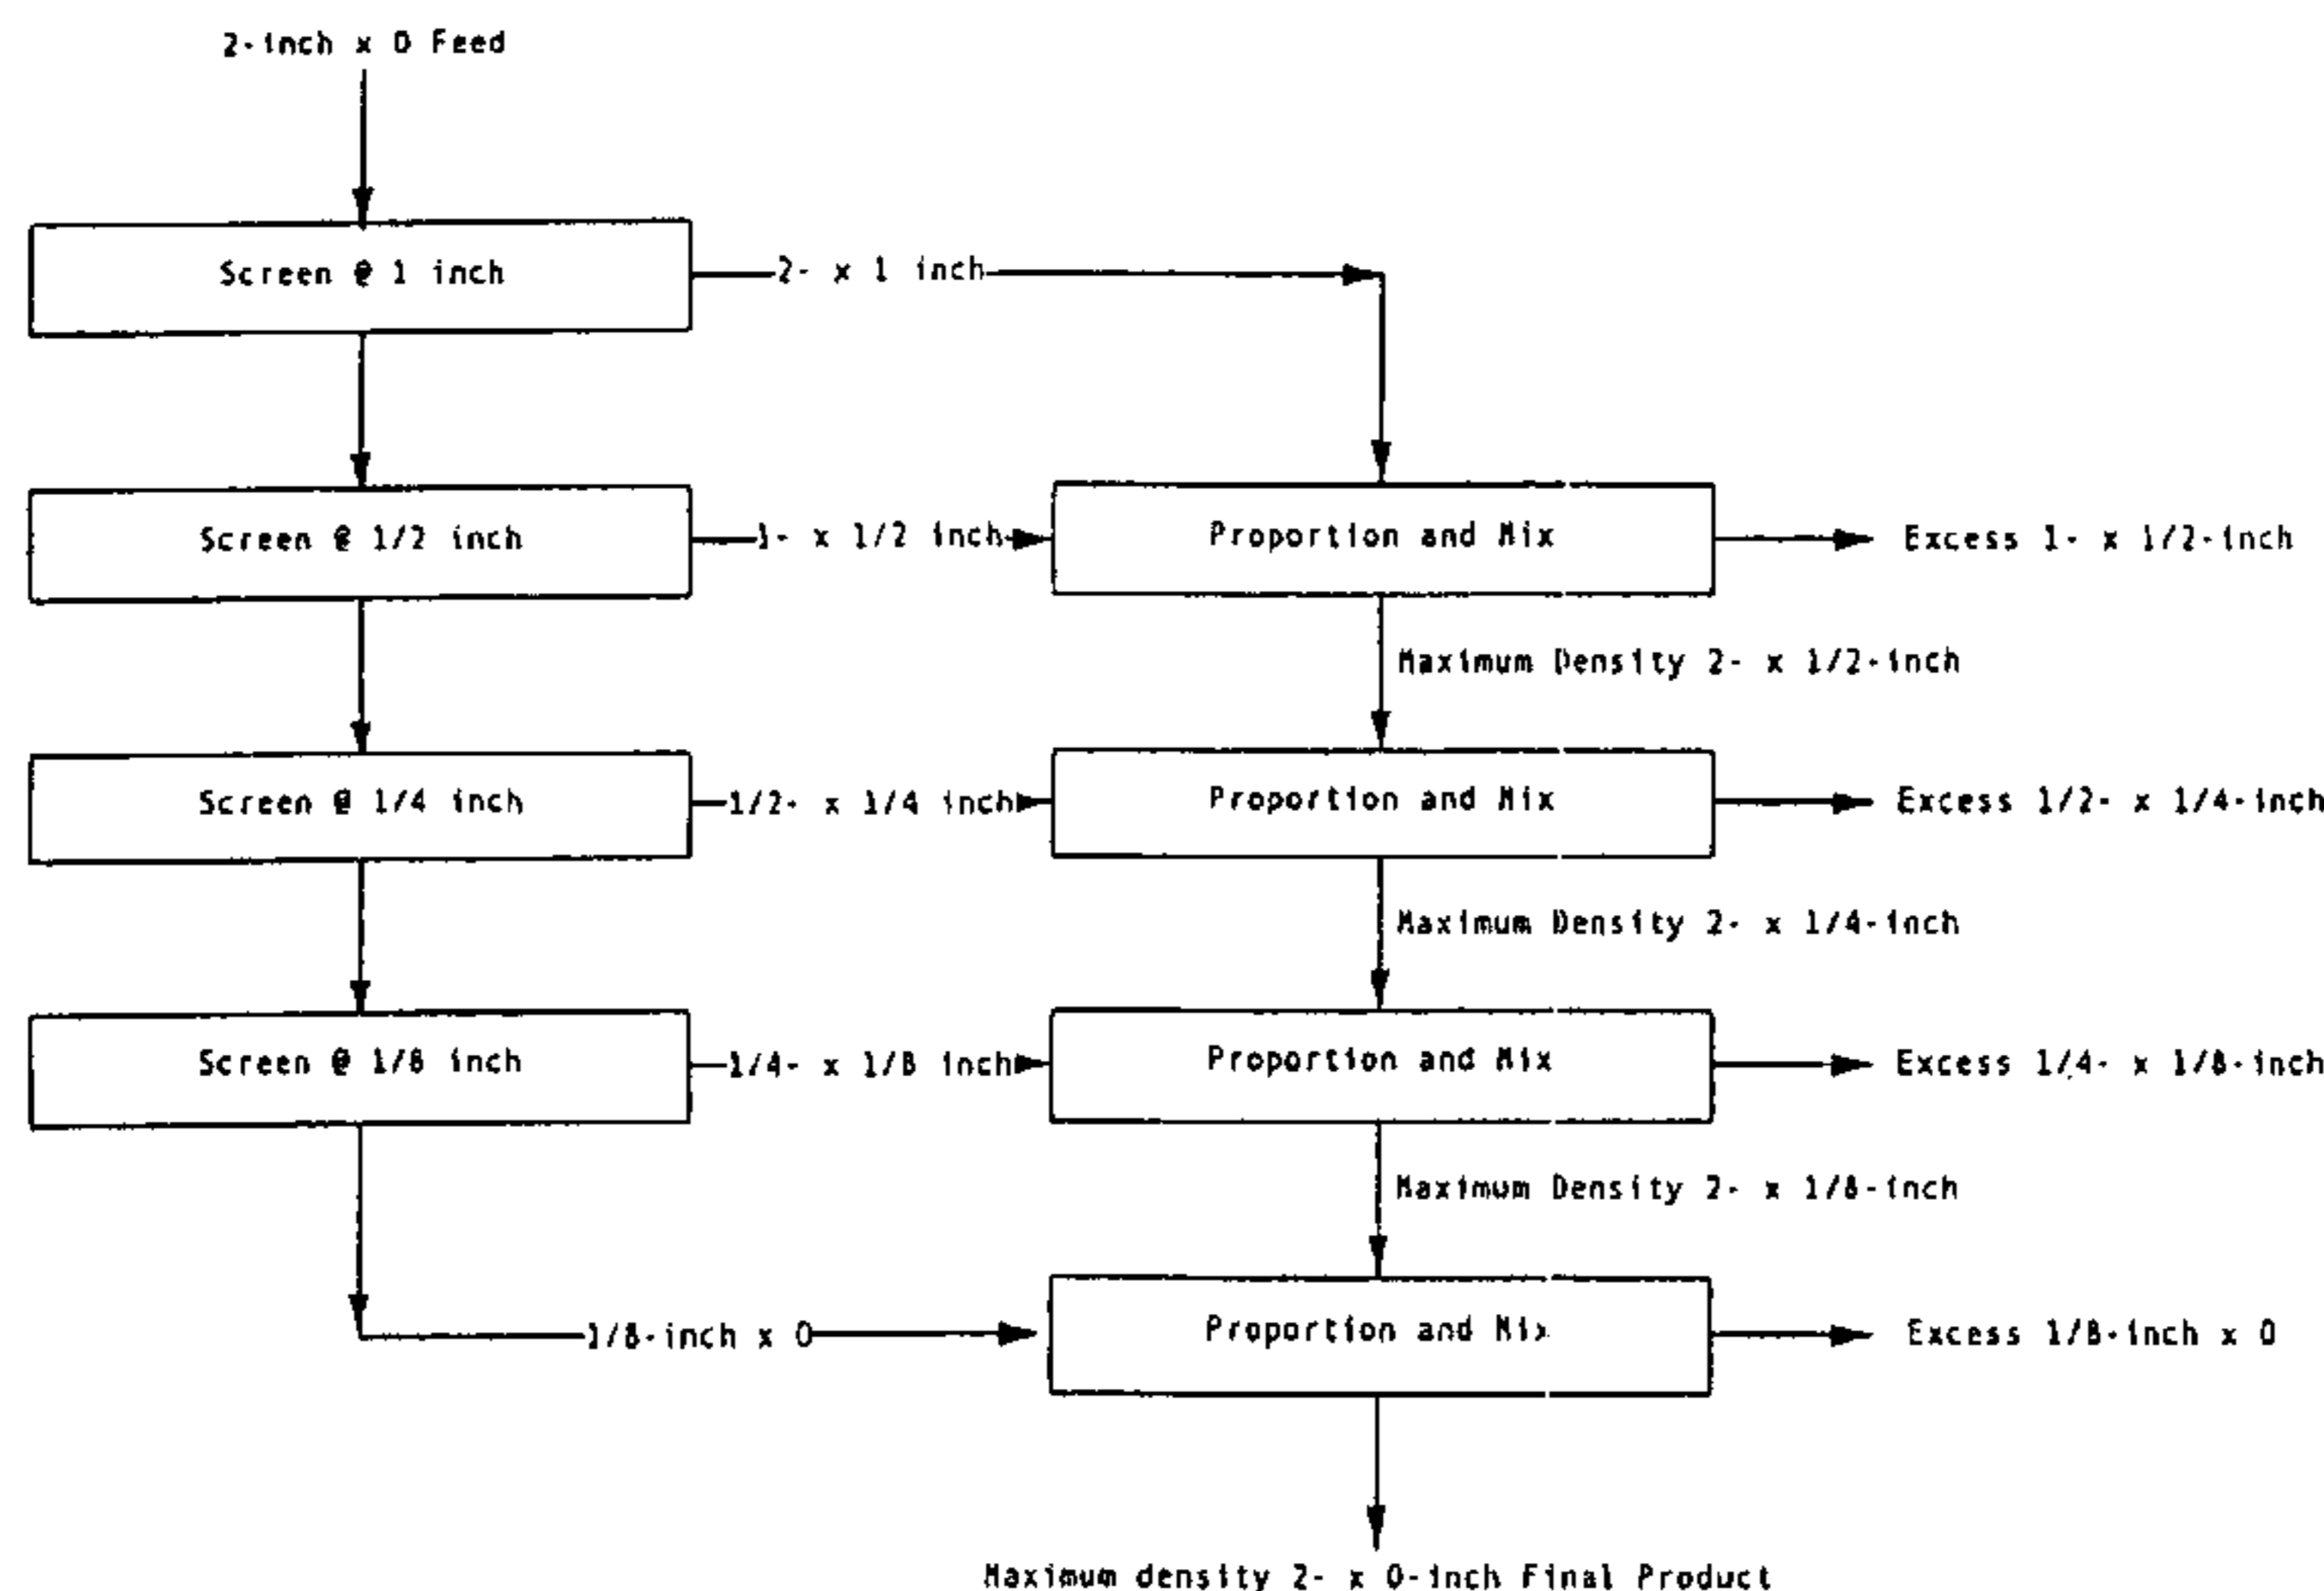 2-inch x 0 Feed
Screen @ 1 inch
2- x 1 inch
Screen @ 1/2 inch
1- x 1/2 inch
Proportion and Mix
Excess 1- x 1/2-inch
Maximum Density 2- x 1/2-inch
Screen @ 1/4 inch
1/2- x 1/4 inch
Proportion and Mix
Excess 1/2- x 1/4-inch
Maximum Density 2- x 1/4-inch
Screen @ 1/8 inch
1/4- x 1/8 inch
Proportion and Mix
Excess 1/4- x 1/8-inch
Maximum Density 2- x 1/8-inch
1/8-inch x 0
Proportion and Mix
Excess 1/8-inch x 0
Maximum density 2- x 0-inch Final Product